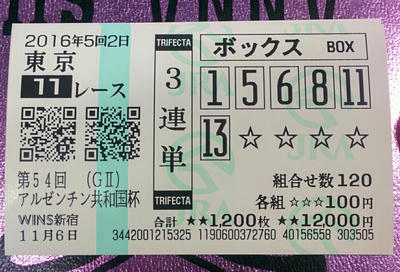 2016年5回2日
東京
11レース
第54回 (GⅡ)
アルゼンチン共和国杯
WINS新宿
11月6日
TRIFECTA
3連単
TRIFECTA
ボックス BOX
1 5 6 8 11
13 ☆ ☆ ☆ ☆
JRA
組合せ数120
各組 ☆☆☆100円
合計 ★★1,200枚 ★★12,000円
3442001215325 1190600372760 40156558 303505